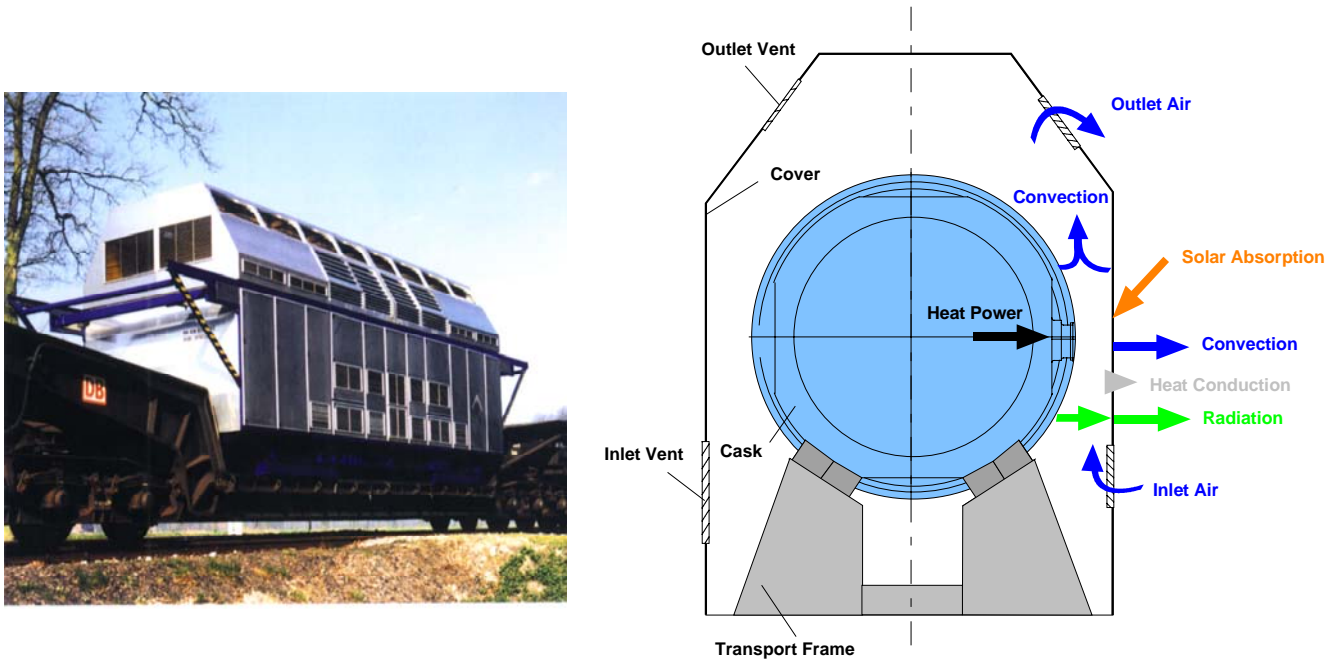 DB
Outlet Vent
Outlet Air
Cover
Convection
Solar Absorption
Heat Power
Convection
Heat Conduction
Radiation
Inlet Vent
Cask
Inlet Air
Transport Frame